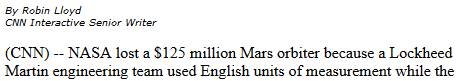 By Robin Lloyd
CNN Interactive Senior Writer
(CNN) -- NASA lost a $125 million Mars orbiter because a Lockheed
Martin engineering team used English units of measurement while the